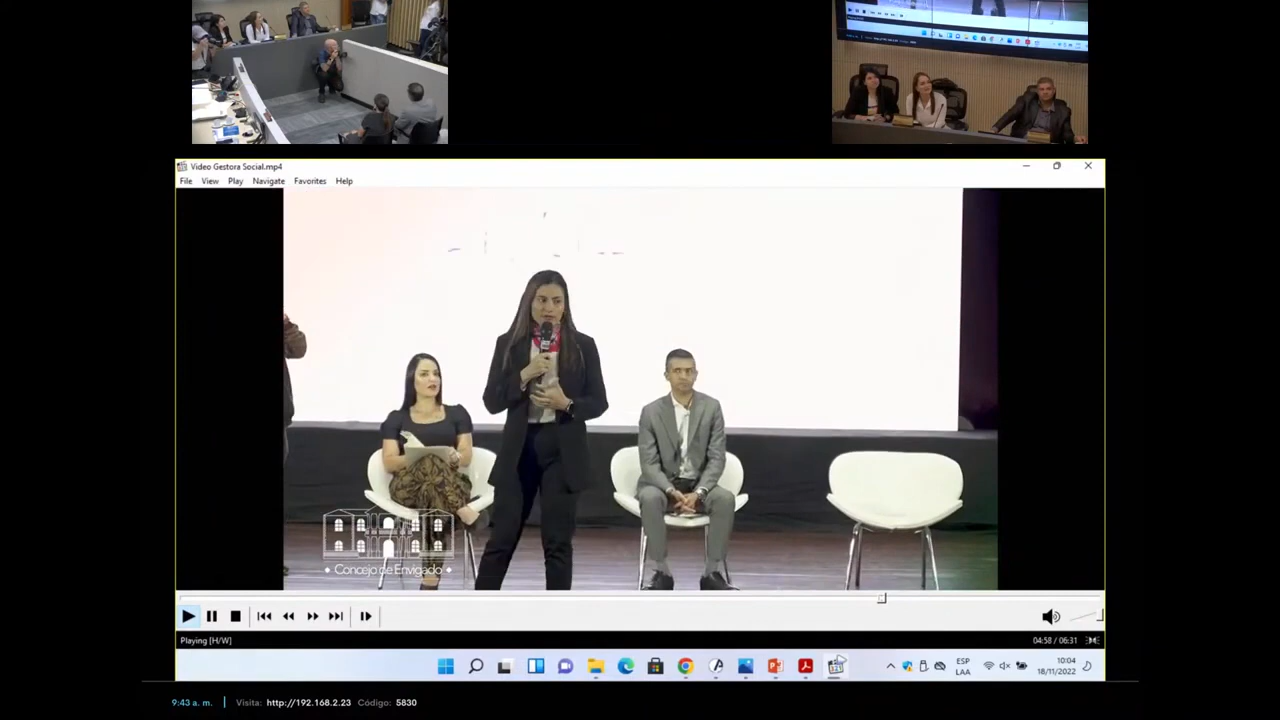 Video Gestora Social.mp4
File View Play Navigate Favorites Help
• Concejo de Envigado •
Playing [H/W]
04:58 / 06:31
ESP
LAA
10:04
18/11/2022
9:43 a. m. | Visita: http://192.168.2.23 Código: 5830